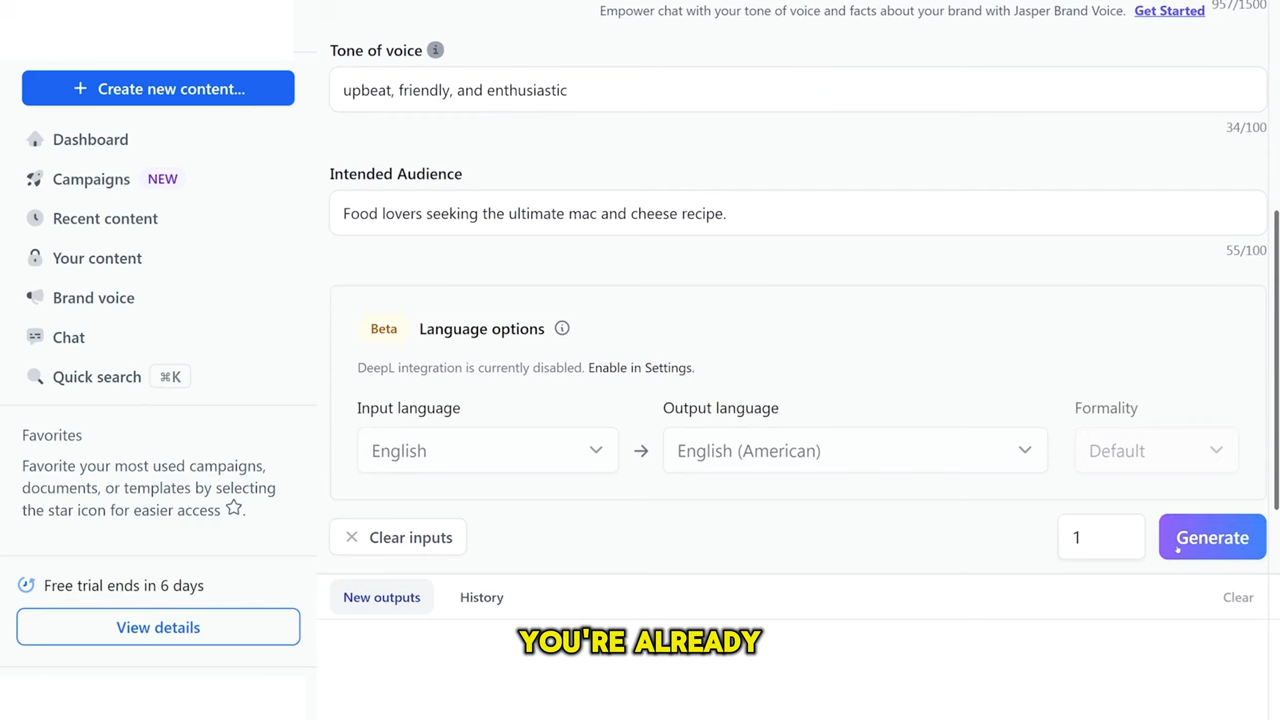 Empower chat with your tone of voice and facts about your brand with Jasper Brand Voice. Get Started
957/1500
Tone of voice i
upbeat, friendly, and enthusiastic
34/100
Intended Audience
Food lovers seeking the ultimate mac and cheese recipe.
55/100
Beta Language options
DeepL integration is currently disabled. Enable in Settings.
Input language Output language Formality
English → English (American) Default
Clear inputs 1 Generate
New outputs History Clear
+ Create new content...
Dashboard
Campaigns NEW
Recent content
Your content
Brand voice
Chat
Quick search ⌘K
Favorites
Favorite your most used campaigns,
documents, or templates by selecting
the star icon for easier access ☆.
Free trial ends in 6 days
View details
YOU'RE ALREADY